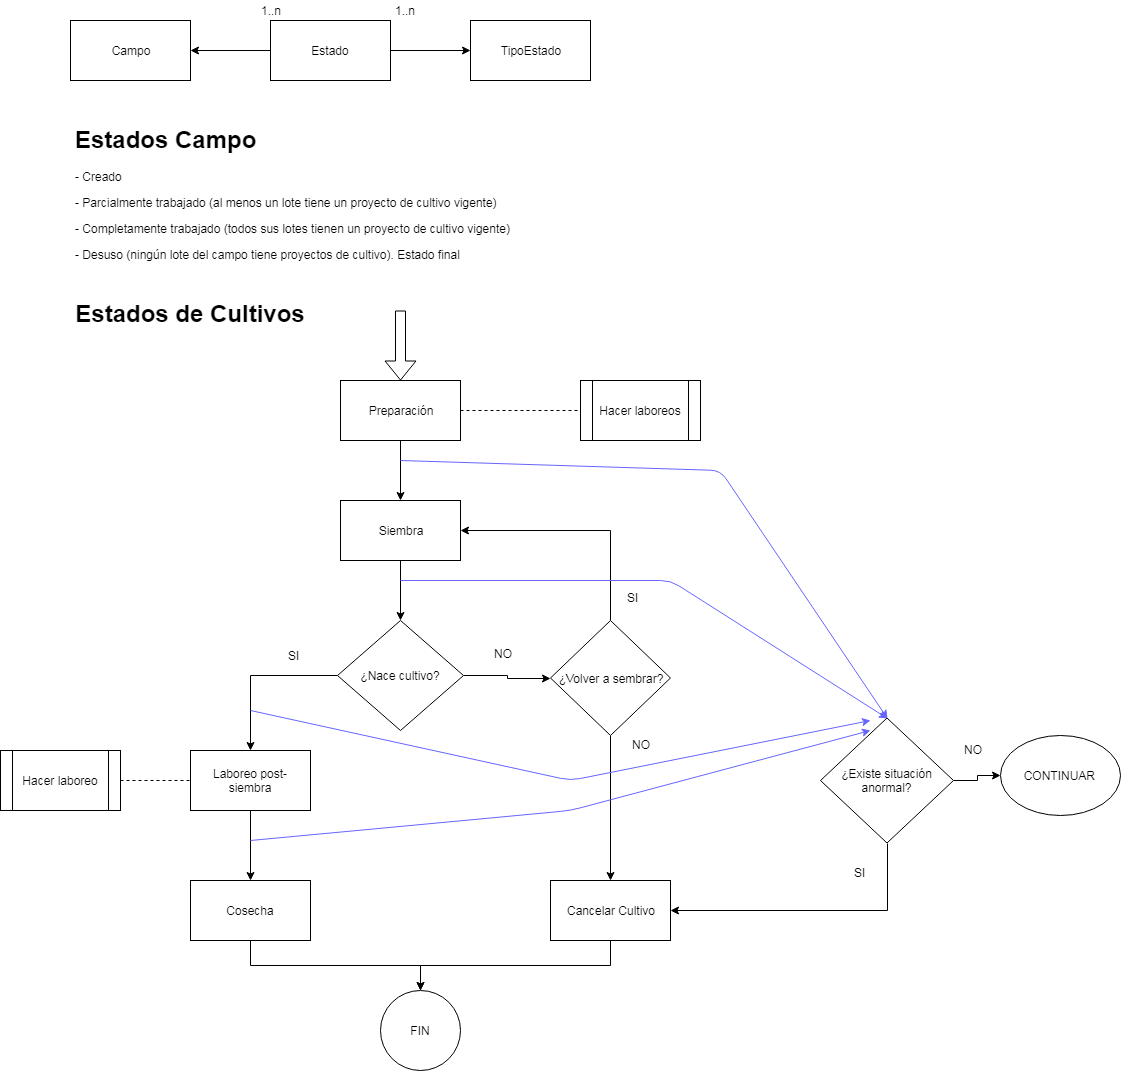 1..n
1..n
Campo
Estado
TipoEstado
Estados Campo
- Creado
- Parcialmente trabajado (al menos un lote tiene un proyecto de cultivo vigente)
- Completamente trabajado (todos sus lotes tienen un proyecto de cultivo vigente)
- Desuso (ningún lote del campo tiene proyectos de cultivo). Estado final
Estados de Cultivos
Preparación
Hacer laboreos
Siembra
SI
SI
NO
¿Nace cultivo?
¿Volver a sembrar?
NO
NO
Hacer laboreo
Laboreo post-
siembra
¿Existe situación
anormal?
CONTINUAR
SI
Cosecha
Cancelar Cultivo
FIN